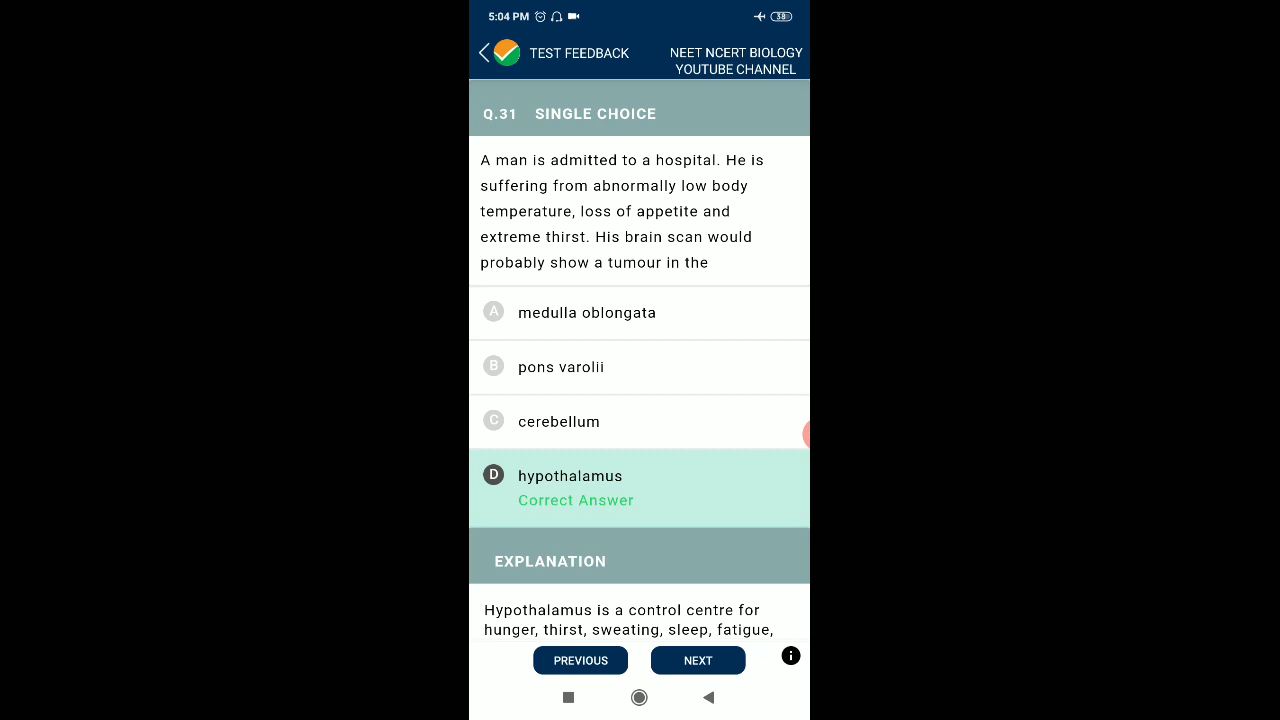 5:04 PM
38
TEST FEEDBACK
NEET NCERT BIOLOGY
YOUTUBE CHANNEL
Q.31 SINGLE CHOICE
A man is admitted to a hospital. He is
suffering from abnormally low body
temperature, loss of appetite and
extreme thirst. His brain scan would
probably show a tumour in the
A medulla oblongata
B pons varolii
C cerebellum
D hypothalamus
Correct Answer
EXPLANATION
Hypothalamus is a control centre for
hunger, thirst, sweating, sleep, fatigue,
PREVIOUS
NEXT
i